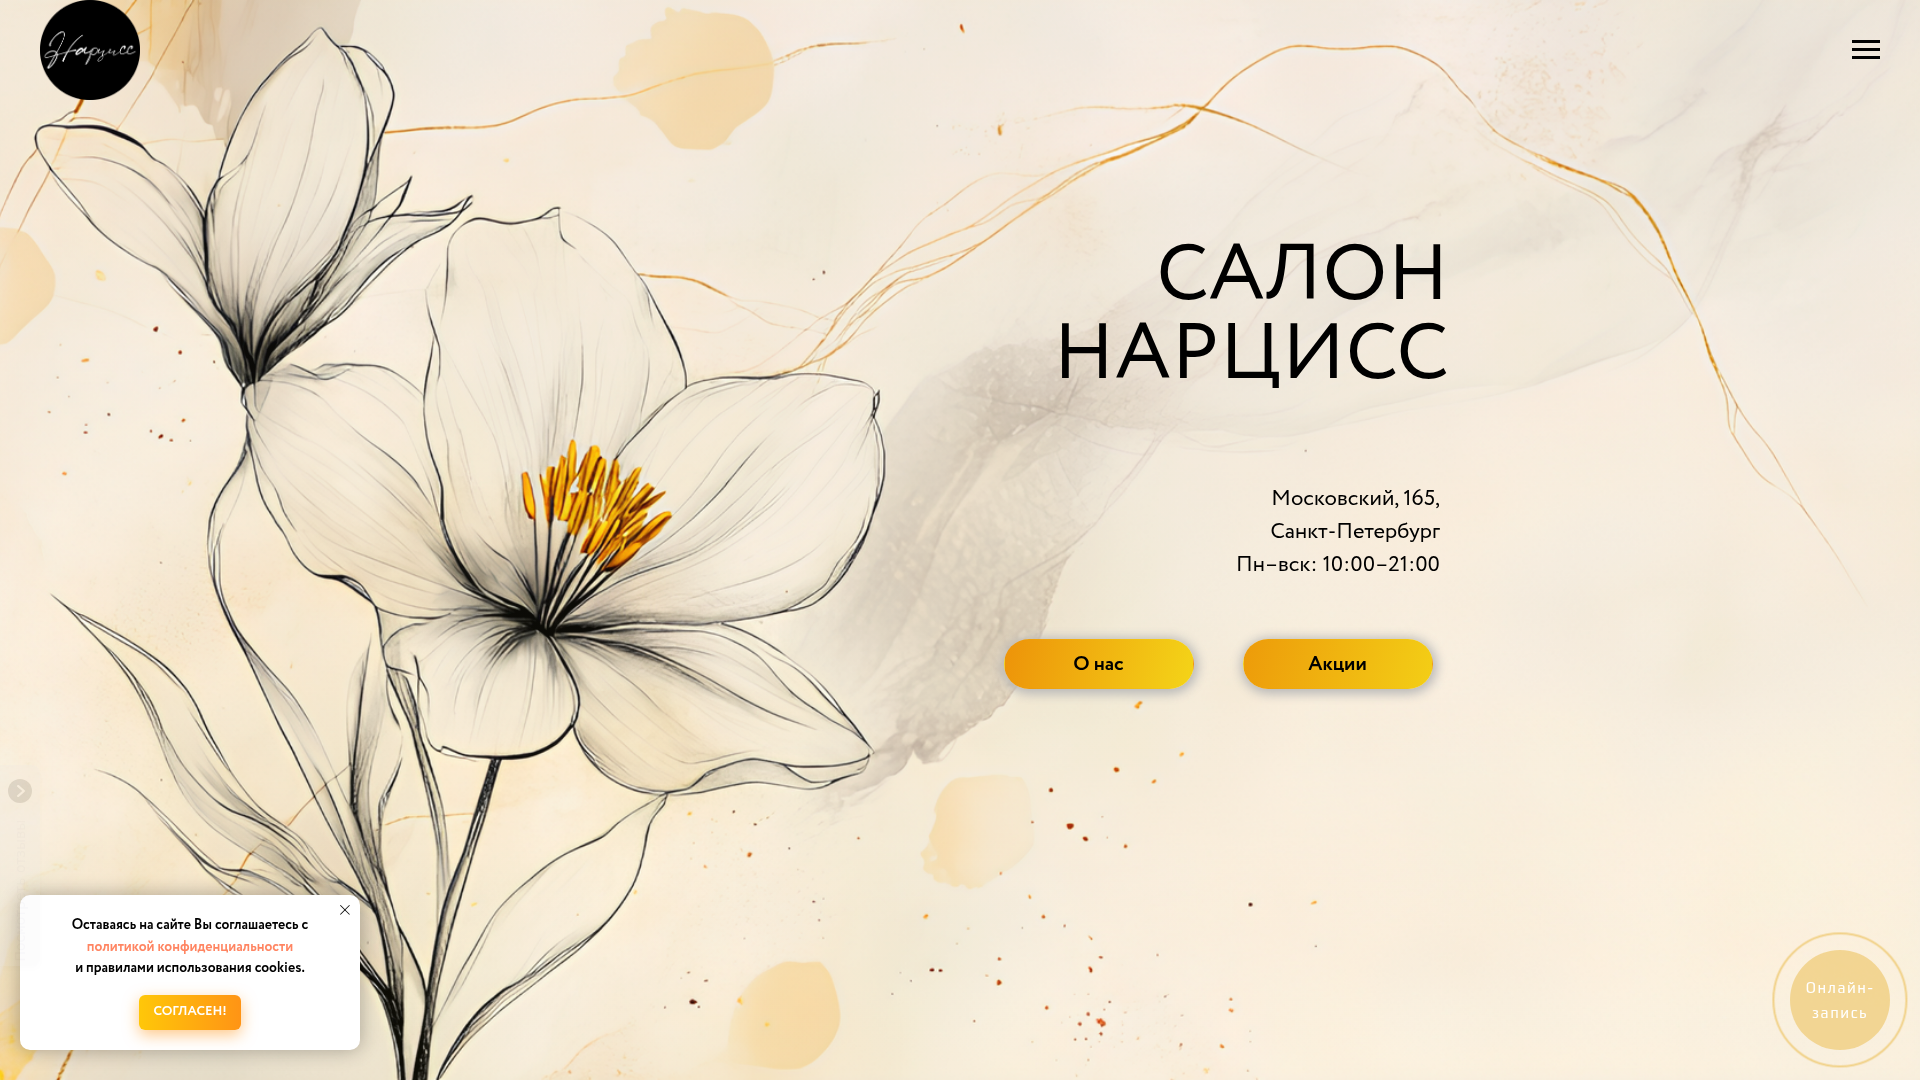 Нарцисс
САЛОН
НАРЦИСС
Московский, 165,
Санкт-Петербург
Пн–вск: 10:00–21:00
О нас
Акции
Оставаясь на сайте Вы соглашаетесь с
политикой конфиденциальности
и правилами использования cookies.
СОГЛАСЕН!
Онлайн-
запись